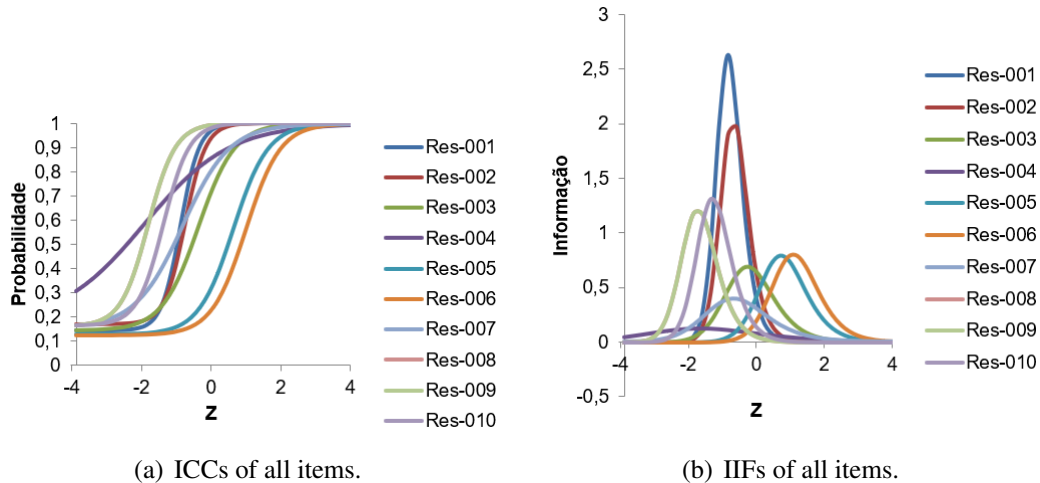 Probabilidade
1
0,9
0,8
0,7
0,6
0,5
0,4
0,3
0,2
0,1
0
-4
-2
0
2
4
Z
Res-001
Res-002
Res-003
Res-004
Res-005
Res-006
Res-007
Res-008
Res-009
Res-010
(a) ICCs of all items.
Informação
3
2,5
2
1,5
1
0,5
0
-0,5
-4
-2
0
2
4
Z
Res-001
Res-002
Res-003
Res-004
Res-005
Res-006
Res-007
Res-008
Res-009
Res-010
(b) IIFs of all items.